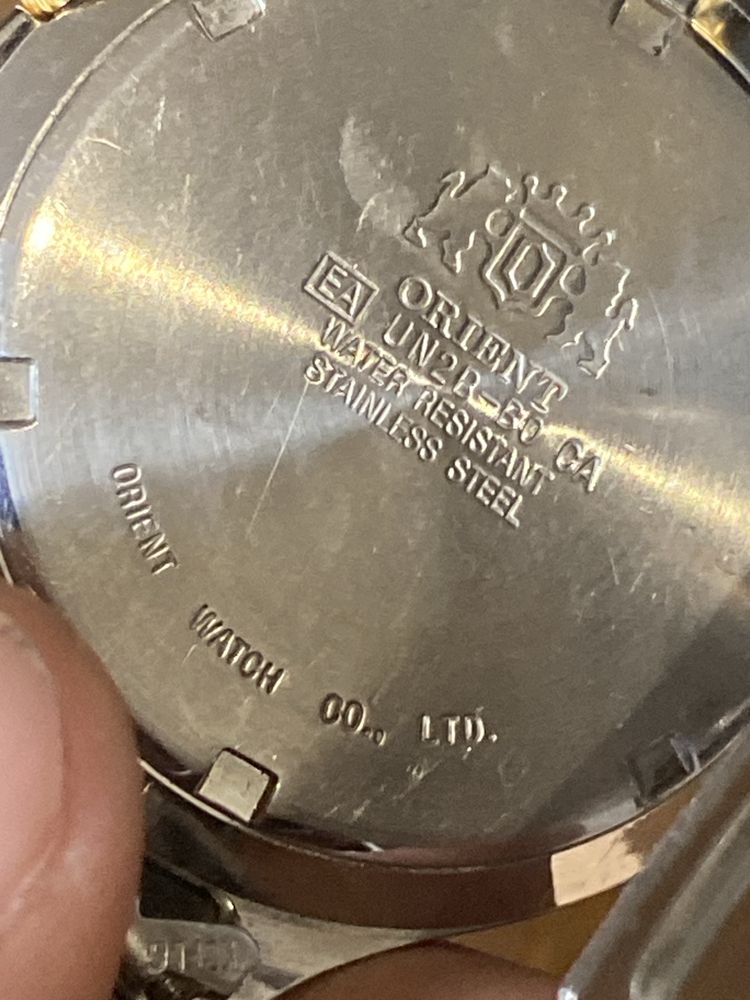 ORIENT
EA UN2B-B0 CA
WATER RESISTANT
STAINLESS STEEL
ORIENT WATCH CO., LTD.